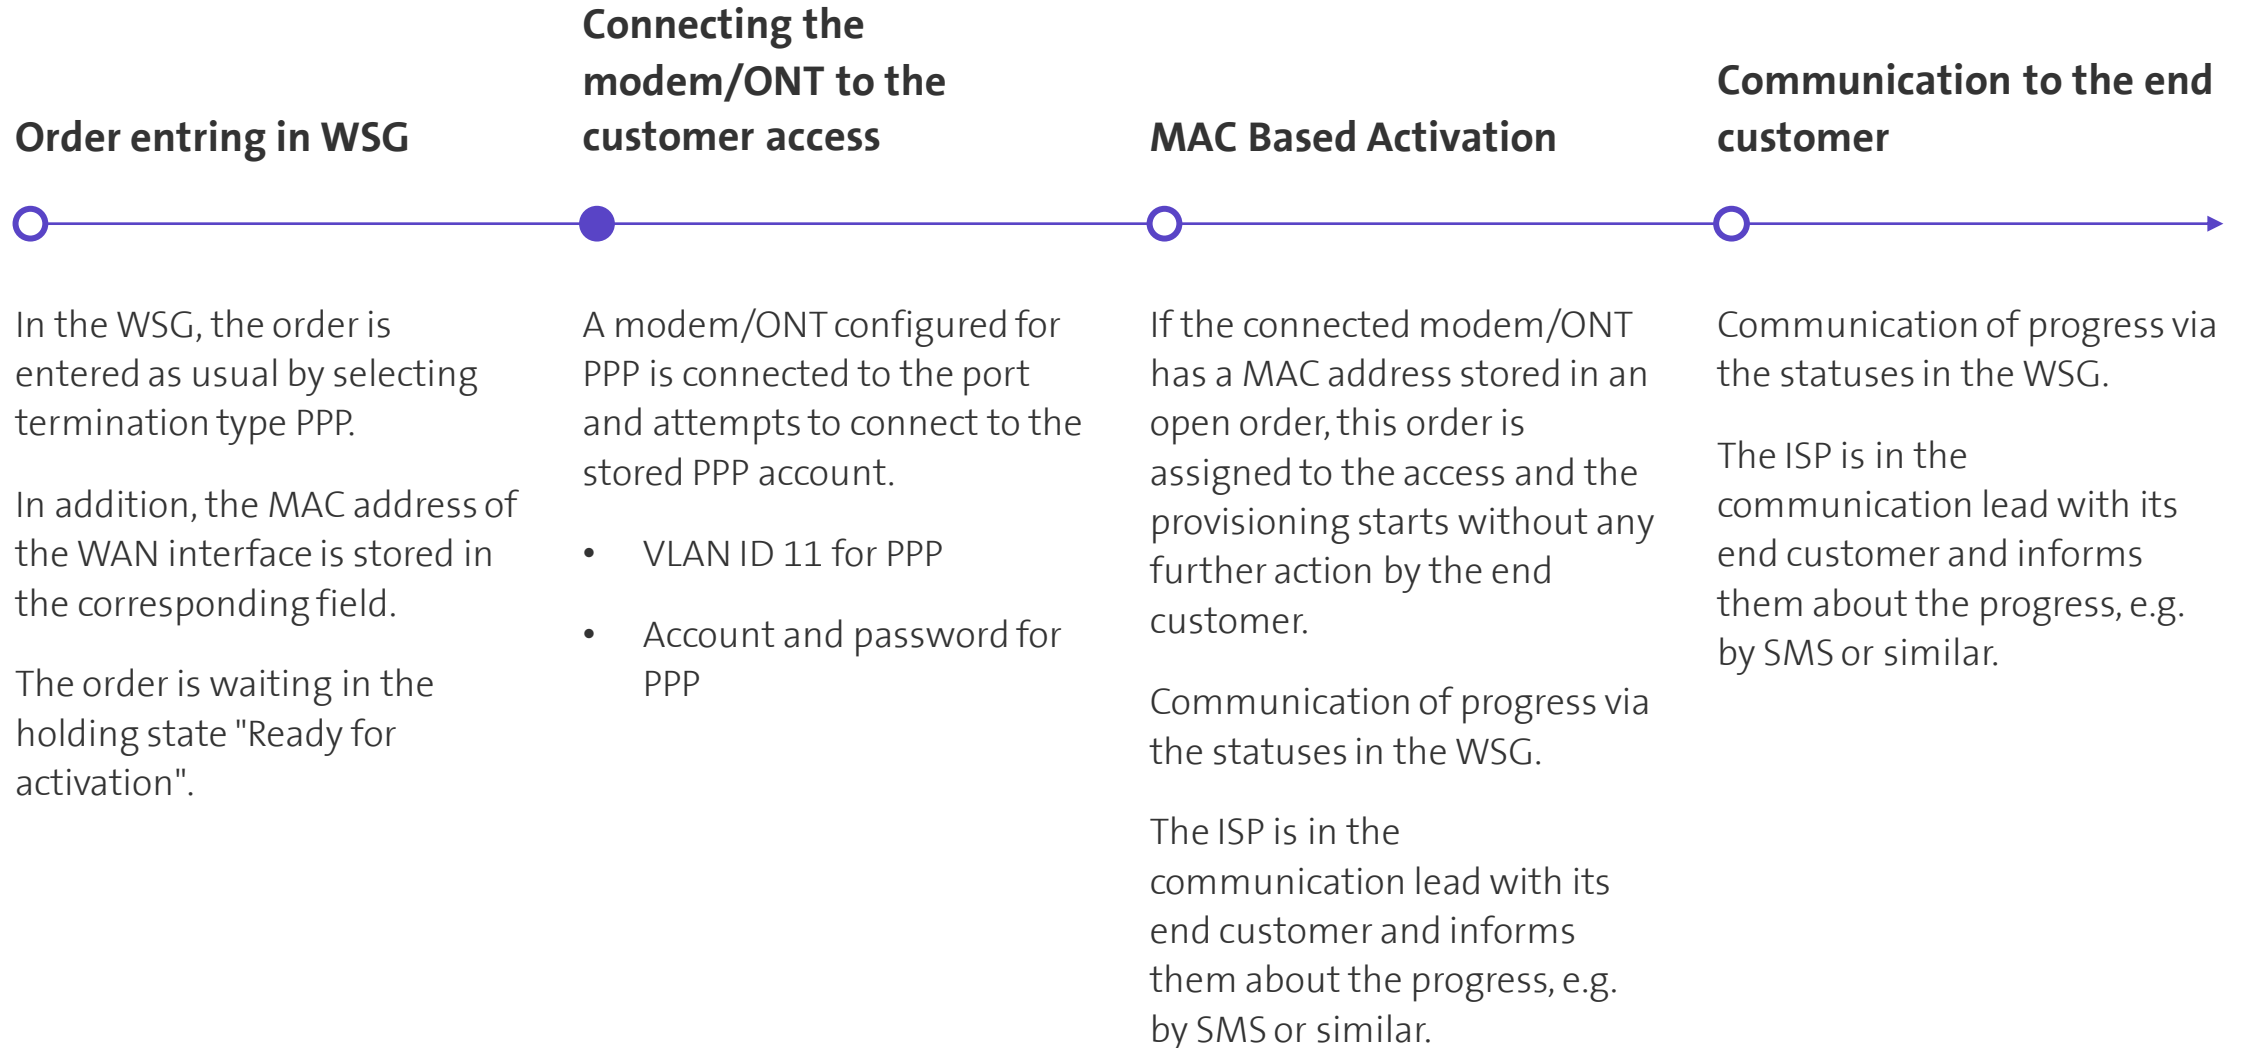 Order entring in WSG
Connecting the
modem/ONT to the
customer access
MAC Based Activation
Communication to the end
customer
In the WSG, the order is
entered as usual by selecting
termination type PPP.
In addition, the MAC address of
the WAN interface is stored in
the corresponding field.
The order is waiting in the
holding state "Ready for
activation".
A modem/ONT configured for
PPP is connected to the port
and attempts to connect to the
stored PPP account.
• VLAN ID 11 for PPP
• Account and password for
PPP
If the connected modem/ONT
has a MAC address stored in an
open order, this order is
assigned to the access and the
provisioning starts without any
further action by the end
customer.
Communication of progress via
the statuses in the WSG.
The ISP is in the
communication lead with its
end customer and informs
them about the progress, e.g.
by SMS or similar.
Communication of progress via
the statuses in the WSG.
The ISP is in the
communication lead with its
end customer and informs
them about the progress, e.g.
by SMS or similar.